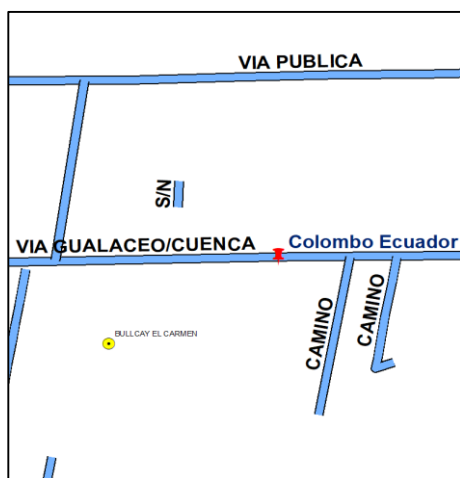 VIA PUBLICA
S/N
VIA GUALACEO/CUENCA
Colombo Ecuador
CAMINO
CAMINO
BULLCAY EL CARMEN